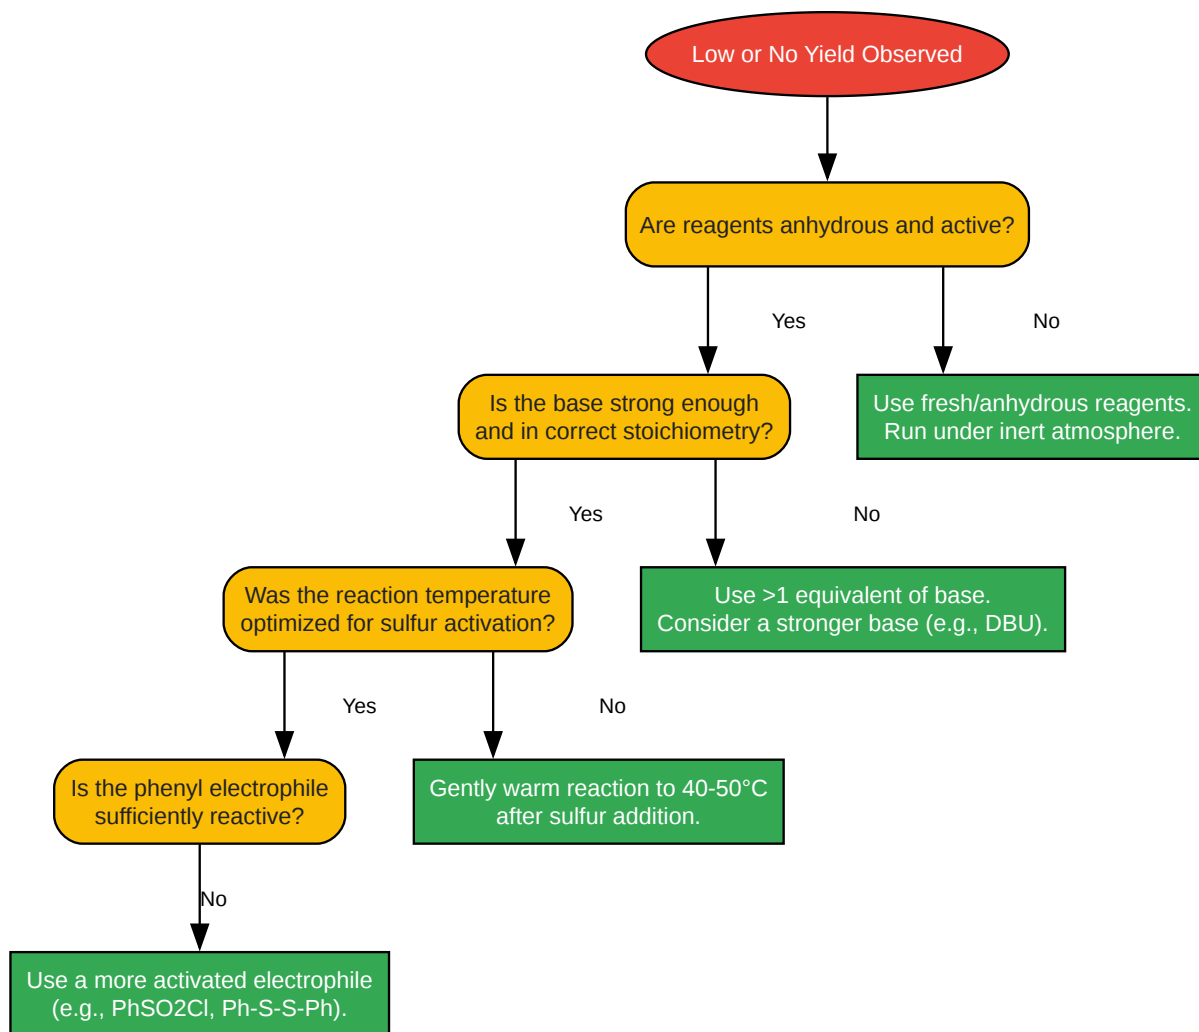 Low or No Yield Observed
Are reagents anhydrous and active?
Yes
No
Is the base strong enough
and in correct stoichiometry?
Use fresh/anhydrous reagents.
Run under inert atmosphere.
Yes
No
Was the reaction temperature
optimized for sulfur activation?
Use >1 equivalent of base.
Consider a stronger base (e.g., DBU).
Yes
No
Is the phenyl electrophile
sufficiently reactive?
Gently warm reaction to 40-50°C
after sulfur addition.
No
Use a more activated electrophile
(e.g., PhSO2Cl, Ph-S-S-Ph).